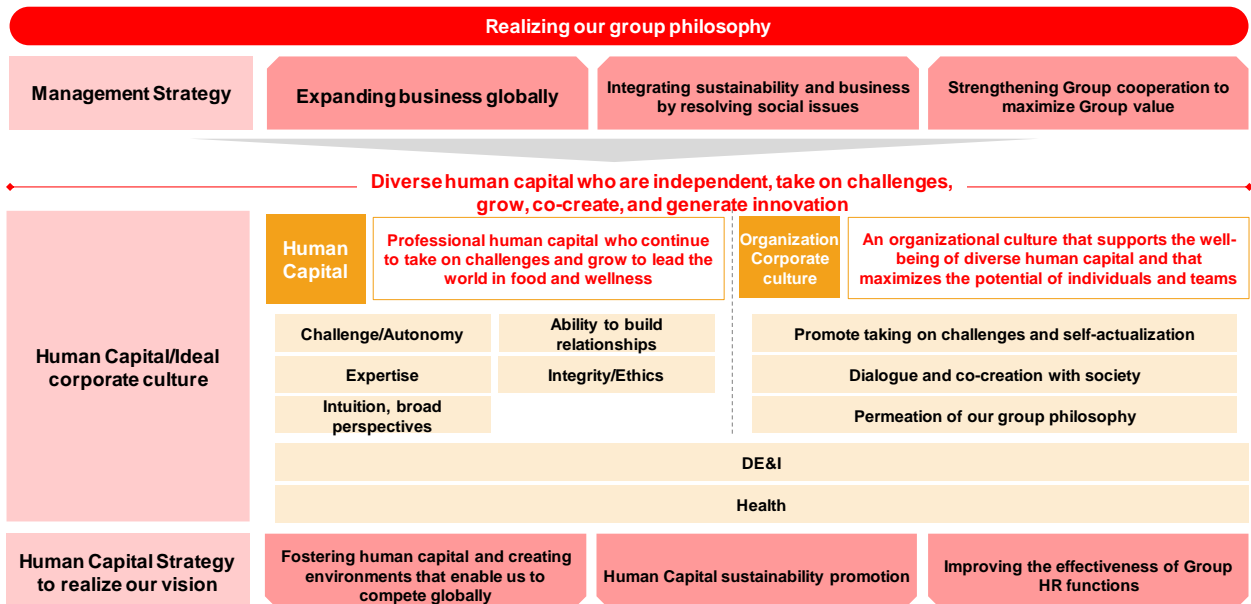 Realizing our group philosophy
Management Strategy
Expanding business globally
Integrating sustainability and business
by resolving social issues
Strengthening Group cooperation to
maximize Group value
Diverse human capital who are independent, take on challenges,
grow, co-create, and generate innovation
Human Capital/Ideal
corporate culture
Human
Capital
Professional human capital who continue
to take on challenges and grow to lead the
world in food and wellness
Organization
Corporate
culture
An organizational culture that supports the well-
being of diverse human capital and that
maximizes the potential of individuals and teams
Challenge/Autonomy
Ability to build
relationships
Expertise
Integrity/Ethics
Intuition, broad
perspectives
Promote taking on challenges and self-actualization
Dialogue and co-creation with society
Permeation of our group philosophy
DE&I
Health
Human Capital Strategy
to realize our vision
Fostering human capital and creating
environments that enable us to
compete globally
Human Capital sustainability promotion
Improving the effectiveness of Group
HR functions